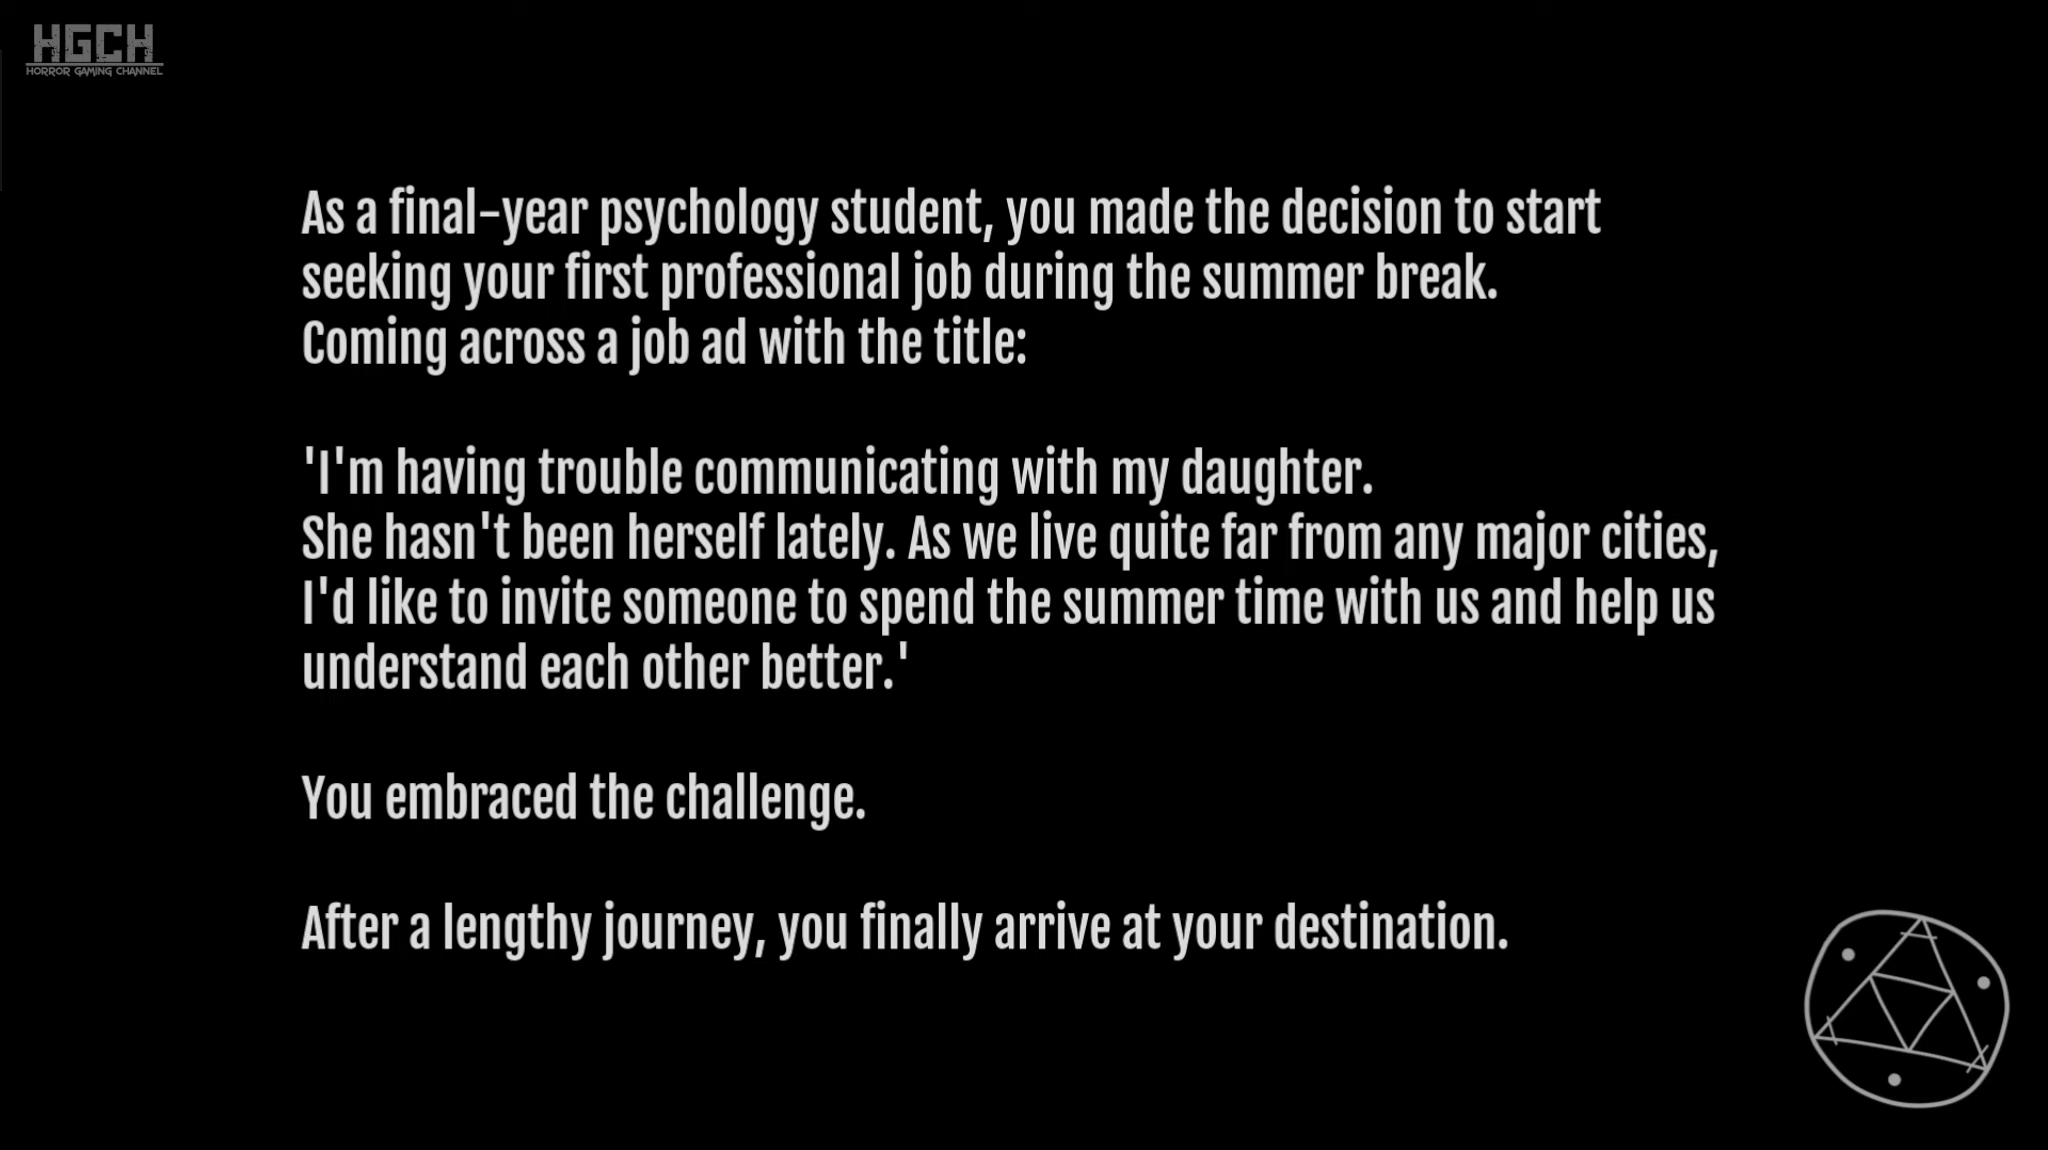 HGCH
HORROR GAMING CHANNEL
As a final-year psychology student, you made the decision to start
seeking your first professional job during the summer break.
Coming across a job ad with the title:
'I'm having trouble communicating with my daughter.
She hasn't been herself lately. As we live quite far from any major cities,
I'd like to invite someone to spend the summer time with us and help us
understand each other better.'
You embraced the challenge.
After a lengthy journey, you finally arrive at your destination.